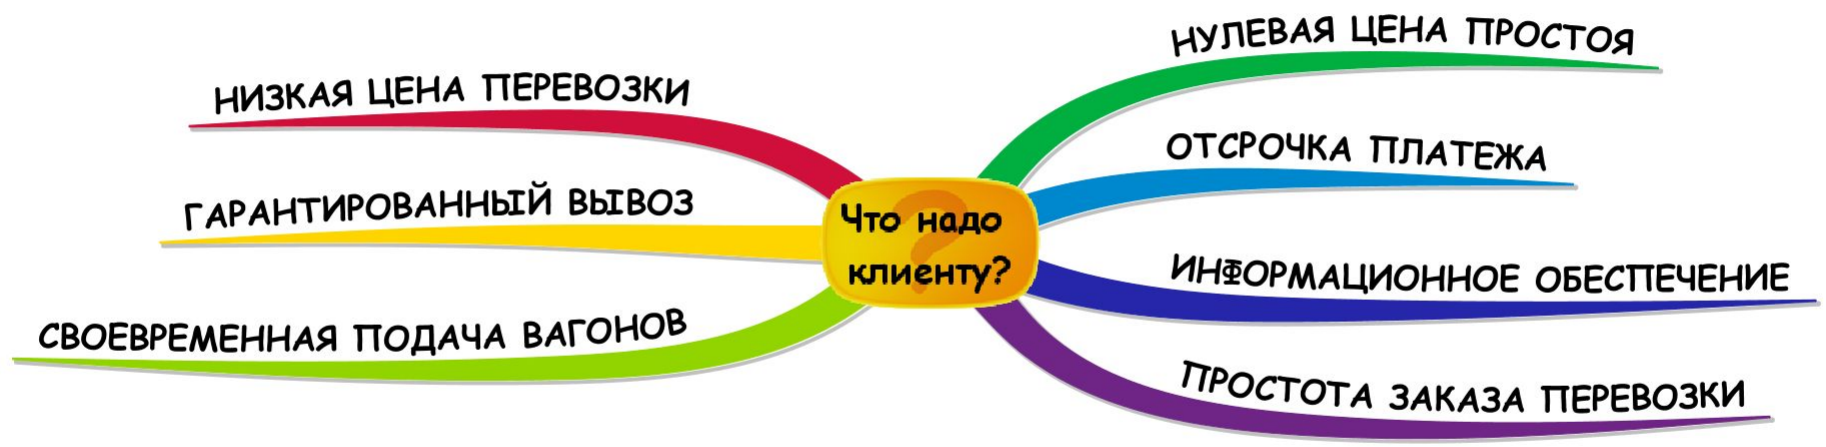 НИЗКАЯ ЦЕНА ПЕРЕВОЗКИ
ГАРАНТИРОВАННЫЙ ВЫВОЗ
СВОЕВРЕМЕННАЯ ПОДАЧА ВАГОНОВ
Что надо
клиенту?
НУЛЕВАЯ ЦЕНА ПРОСТОЯ
ОТСРОЧКА ПЛАТЕЖА
ИНФОРМАЦИОННОЕ ОБЕСПЕЧЕНИЕ
ПРОСТОТА ЗАКАЗА ПЕРЕВОЗКИ